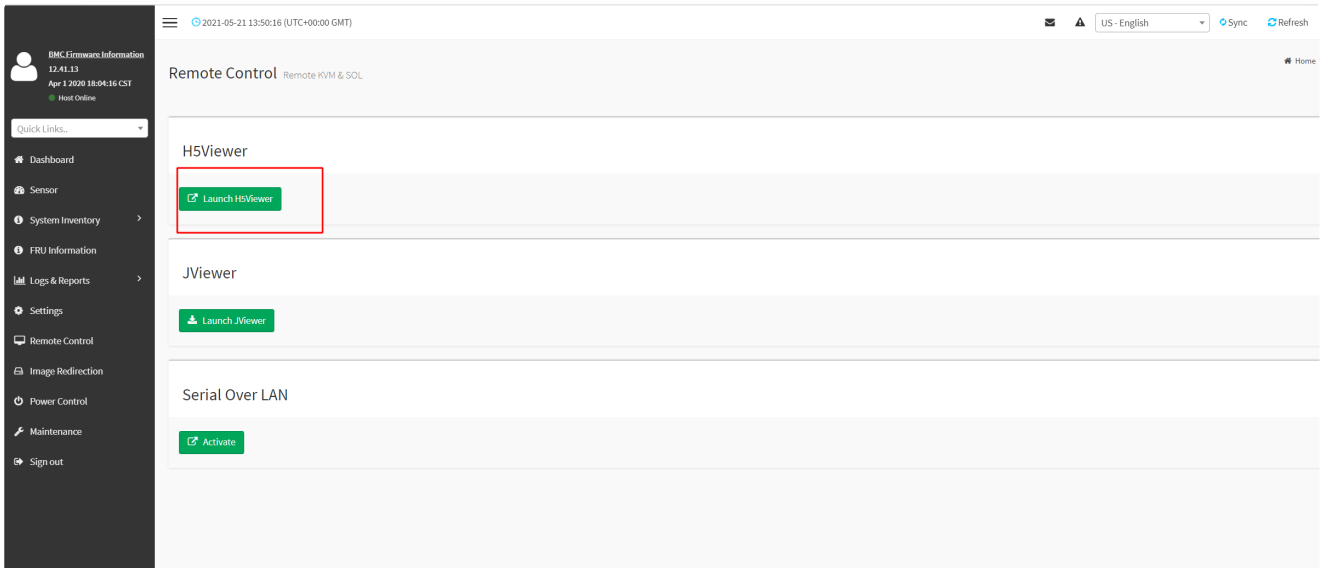 2021-05-21 13:50:16 (UTC+00:00 GMT)
US - English
Sync
Refresh
BMC Firmware Information
12.41.13
Apr 1 2020 18:04:16 CST
Host Online
Quick Links..
Dashboard
Sensor
System Inventory
FRU Information
Logs & Reports
Settings
Remote Control
Image Redirection
Power Control
Maintenance
Sign out
Remote Control Remote KVM & SOL
Home
H5Viewer
Launch H5Viewer
JViewer
Launch JViewer
Serial Over LAN
Activate